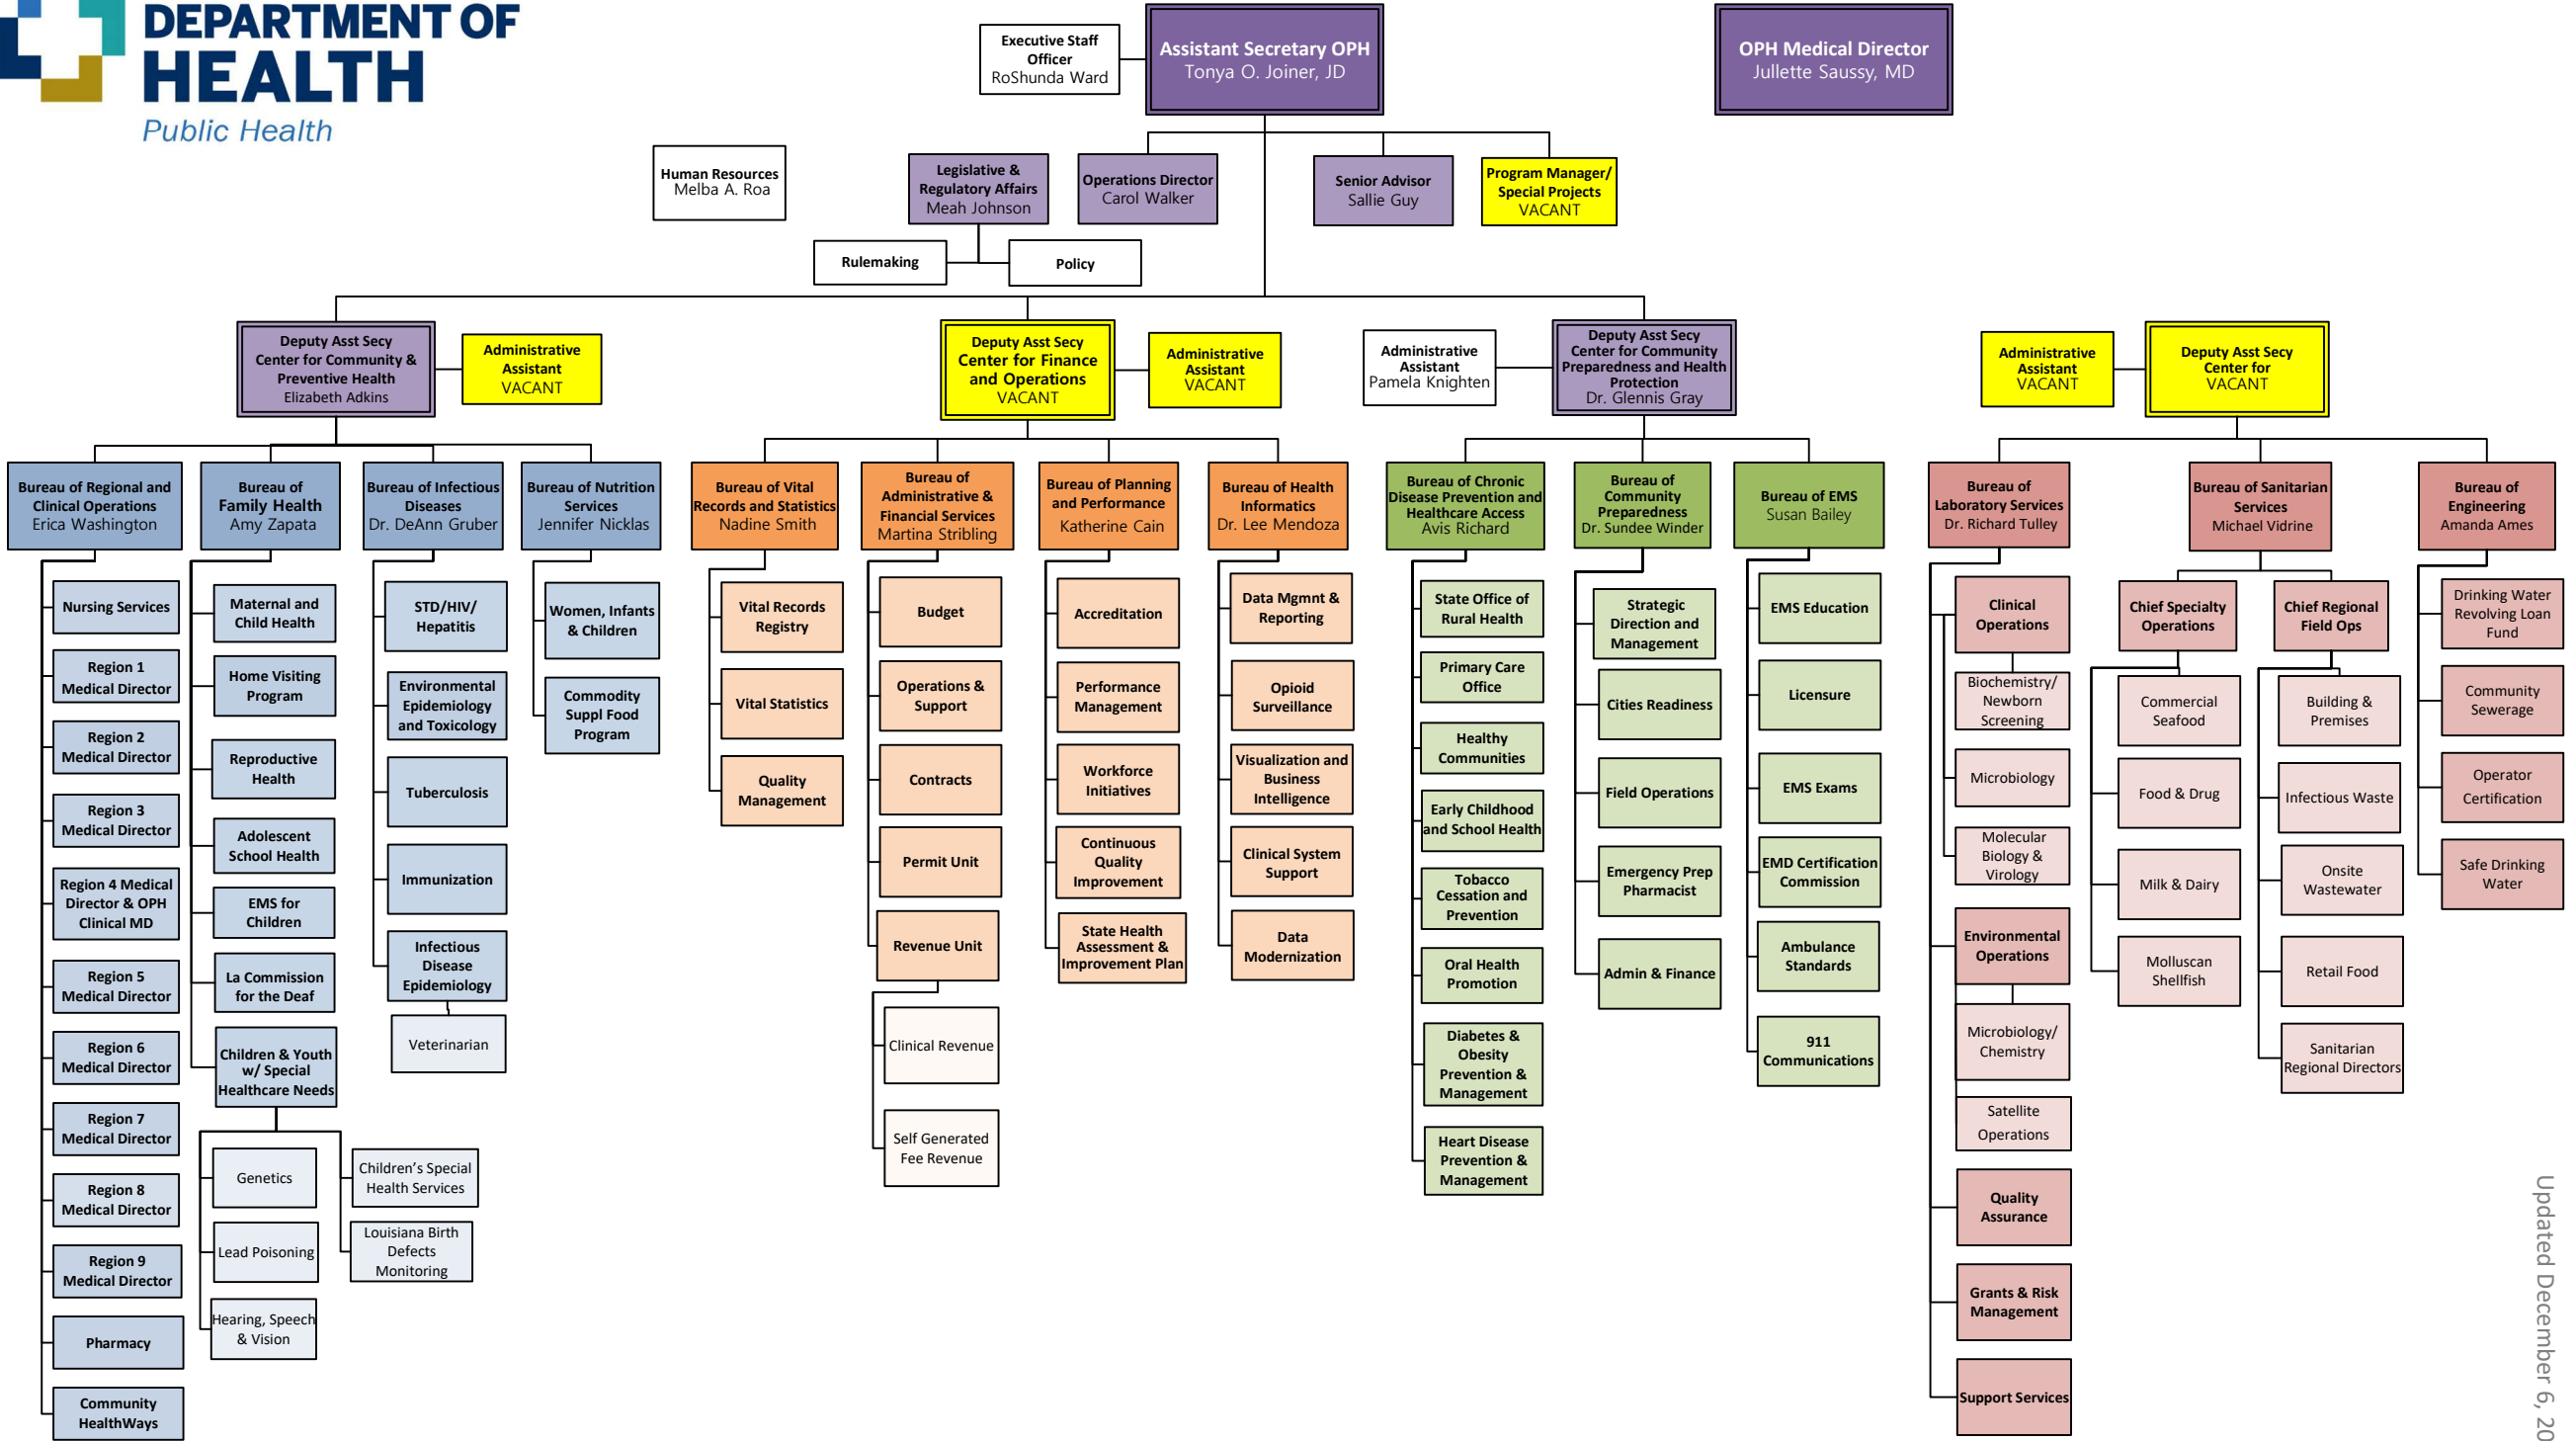 DEPARTMENT OF
HEALTH
Public Health
Executive Staff
Officer
RoShunda Ward
Assistant Secretary OPH
Tonya O. Joiner, JD
OPH Medical Director
Jullette Saussy, MD
Human Resources
Melba A. Roa
Legislative &
Regulatory Affairs
Meah Johnson
Operations Director
Carol Walker
Senior Advisor
Sallie Guy
Program Manager/
Special Projects
VACANT
Rulemaking
Policy
Deputy Asst Secy
Center for Community &
Preventive Health
Elizabeth Adkins
Administrative
Assistant
VACANT
Deputy Asst Secy
Center for Finance
and Operations
VACANT
Administrative
Assistant
VACANT
Administrative
Assistant
Pamela Knighten
Deputy Asst Secy
Center for Community
Preparedness and Health
Protection
Dr. Glennis Gray
Administrative
Assistant
VACANT
Deputy Asst Secy
Center for
VACANT
Bureau of Regional and
Clinical Operations
Erica Washington
Bureau of
Family Health
Amy Zapata
Bureau of Infectious
Diseases
Dr. DeAnn Gruber
Bureau of Nutrition
Services
Jennifer Nicklas
Bureau of Vital
Records and Statistics
Nadine Smith
Bureau of
Administrative &
Financial Services
Martina Stribling
Bureau of Planning
and Performance
Katherine Cain
Bureau of Health
Informatics
Dr. Lee Mendoza
Bureau of Chronic
Disease Prevention and
Healthcare Access
Avis Richard
Bureau of
Community
Preparedness
Dr. Sundee Winder
Bureau of EMS
Susan Bailey
Bureau of
Laboratory Services
Dr. Richard Tulley
Bureau of Sanitarian
Services
Michael Vidrine
Bureau of
Engineering
Amanda Ames
Nursing Services
Region 1
Medical Director
Region 2
Medical Director
Region 3
Medical Director
Region 4 Medical
Director & OPH
Clinical MD
Region 5
Medical Director
Region 6
Medical Director
Region 7
Medical Director
Region 8
Medical Director
Region 9
Medical Director
Pharmacy
Community
HealthWays
Maternal and
Child Health
Home Visiting
Program
Reproductive
Health
Adolescent
School Health
EMS for
Children
La Commission
for the Deaf
Children & Youth
w/ Special
Healthcare Needs
Genetics
Lead Poisoning
Hearing, Speech
& Vision
Children's Special
Health Services
Louisiana Birth
Defects
Monitoring
STD/HIV/
Hepatitis
Environmental
Epidemiology
and Toxicology
Tuberculosis
Immunization
Infectious
Disease
Epidemiology
Veterinarian
Women, Infants
& Children
Commodity
Suppl Food
Program
Vital Records
Registry
Vital Statistics
Quality
Management
Budget
Operations &
Support
Contracts
Permit Unit
Revenue Unit
Clinical Revenue
Self Generated
Fee Revenue
Accreditation
Performance
Management
Workforce
Initiatives
Continuous
Quality
Improvement
State Health
Assessment &
Improvement Plan
Data Mgmnt &
Reporting
Opioid
Surveillance
Visualization and
Business
Intelligence
Clinical System
Support
Data
Modernization
State Office of
Rural Health
Primary Care
Office
Healthy
Communities
Early Childhood
and School Health
Tobacco
Cessation and
Prevention
Oral Health
Promotion
Diabetes &
Obesity
Prevention &
Management
Heart Disease
Prevention &
Management
Strategic
Direction and
Management
Cities Readiness
Field Operations
Emergency Prep
Pharmacist
Admin & Finance
EMS Education
Licensure
EMS Exams
EMD Certification
Commission
Ambulance
Standards
911
Communications
Clinical
Operations
Biochemistry/
Newborn
Screening
Microbiology
Molecular
Biology &
Virology
Environmental
Operations
Microbiology/
Chemistry
Satellite
Operations
Quality
Assurance
Grants & Risk
Management
Support Services
Chief Specialty
Operations
Commercial
Seafood
Food & Drug
Milk & Dairy
Molluscan
Shellfish
Chief Regional
Field Ops
Building &
Premises
Infectious Waste
Onsite
Wastewater
Retail Food
Sanitarian
Regional Directors
Drinking Water
Revolving Loan
Fund
Community
Sewerage
Operator
Certification
Safe Drinking
Water
Updated December 6, 20